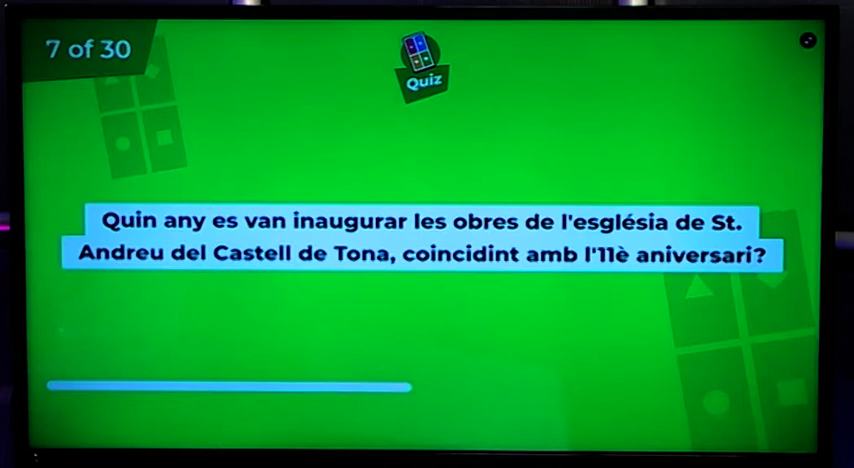 7 of 30
Quiz
Quin any es van inaugurar les obres de l'església de St.
Andreu del Castell de Tona, coincidint amb l'11è aniversari?